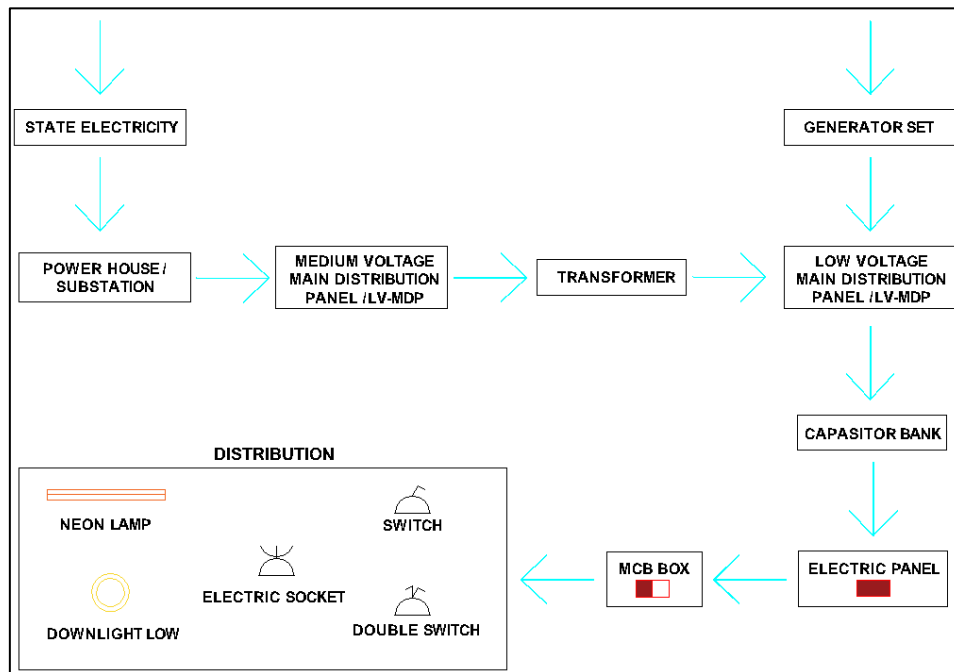 STATE ELECTRICITY
GENERATOR SET
POWER HOUSE /
SUBSTATION
MEDIUM VOLTAGE
MAIN DISTRIBUTION
PANEL /LV-MDP
TRANSFORMER
LOW VOLTAGE
MAIN DISTRIBUTION
PANEL /LV-MDP
CAPASITOR BANK
DISTRIBUTION
NEON LAMP
SWITCH
ELECTRIC SOCKET
DOWNLIGHT LOW
DOUBLE SWITCH
MCB BOX
ELECTRIC PANEL